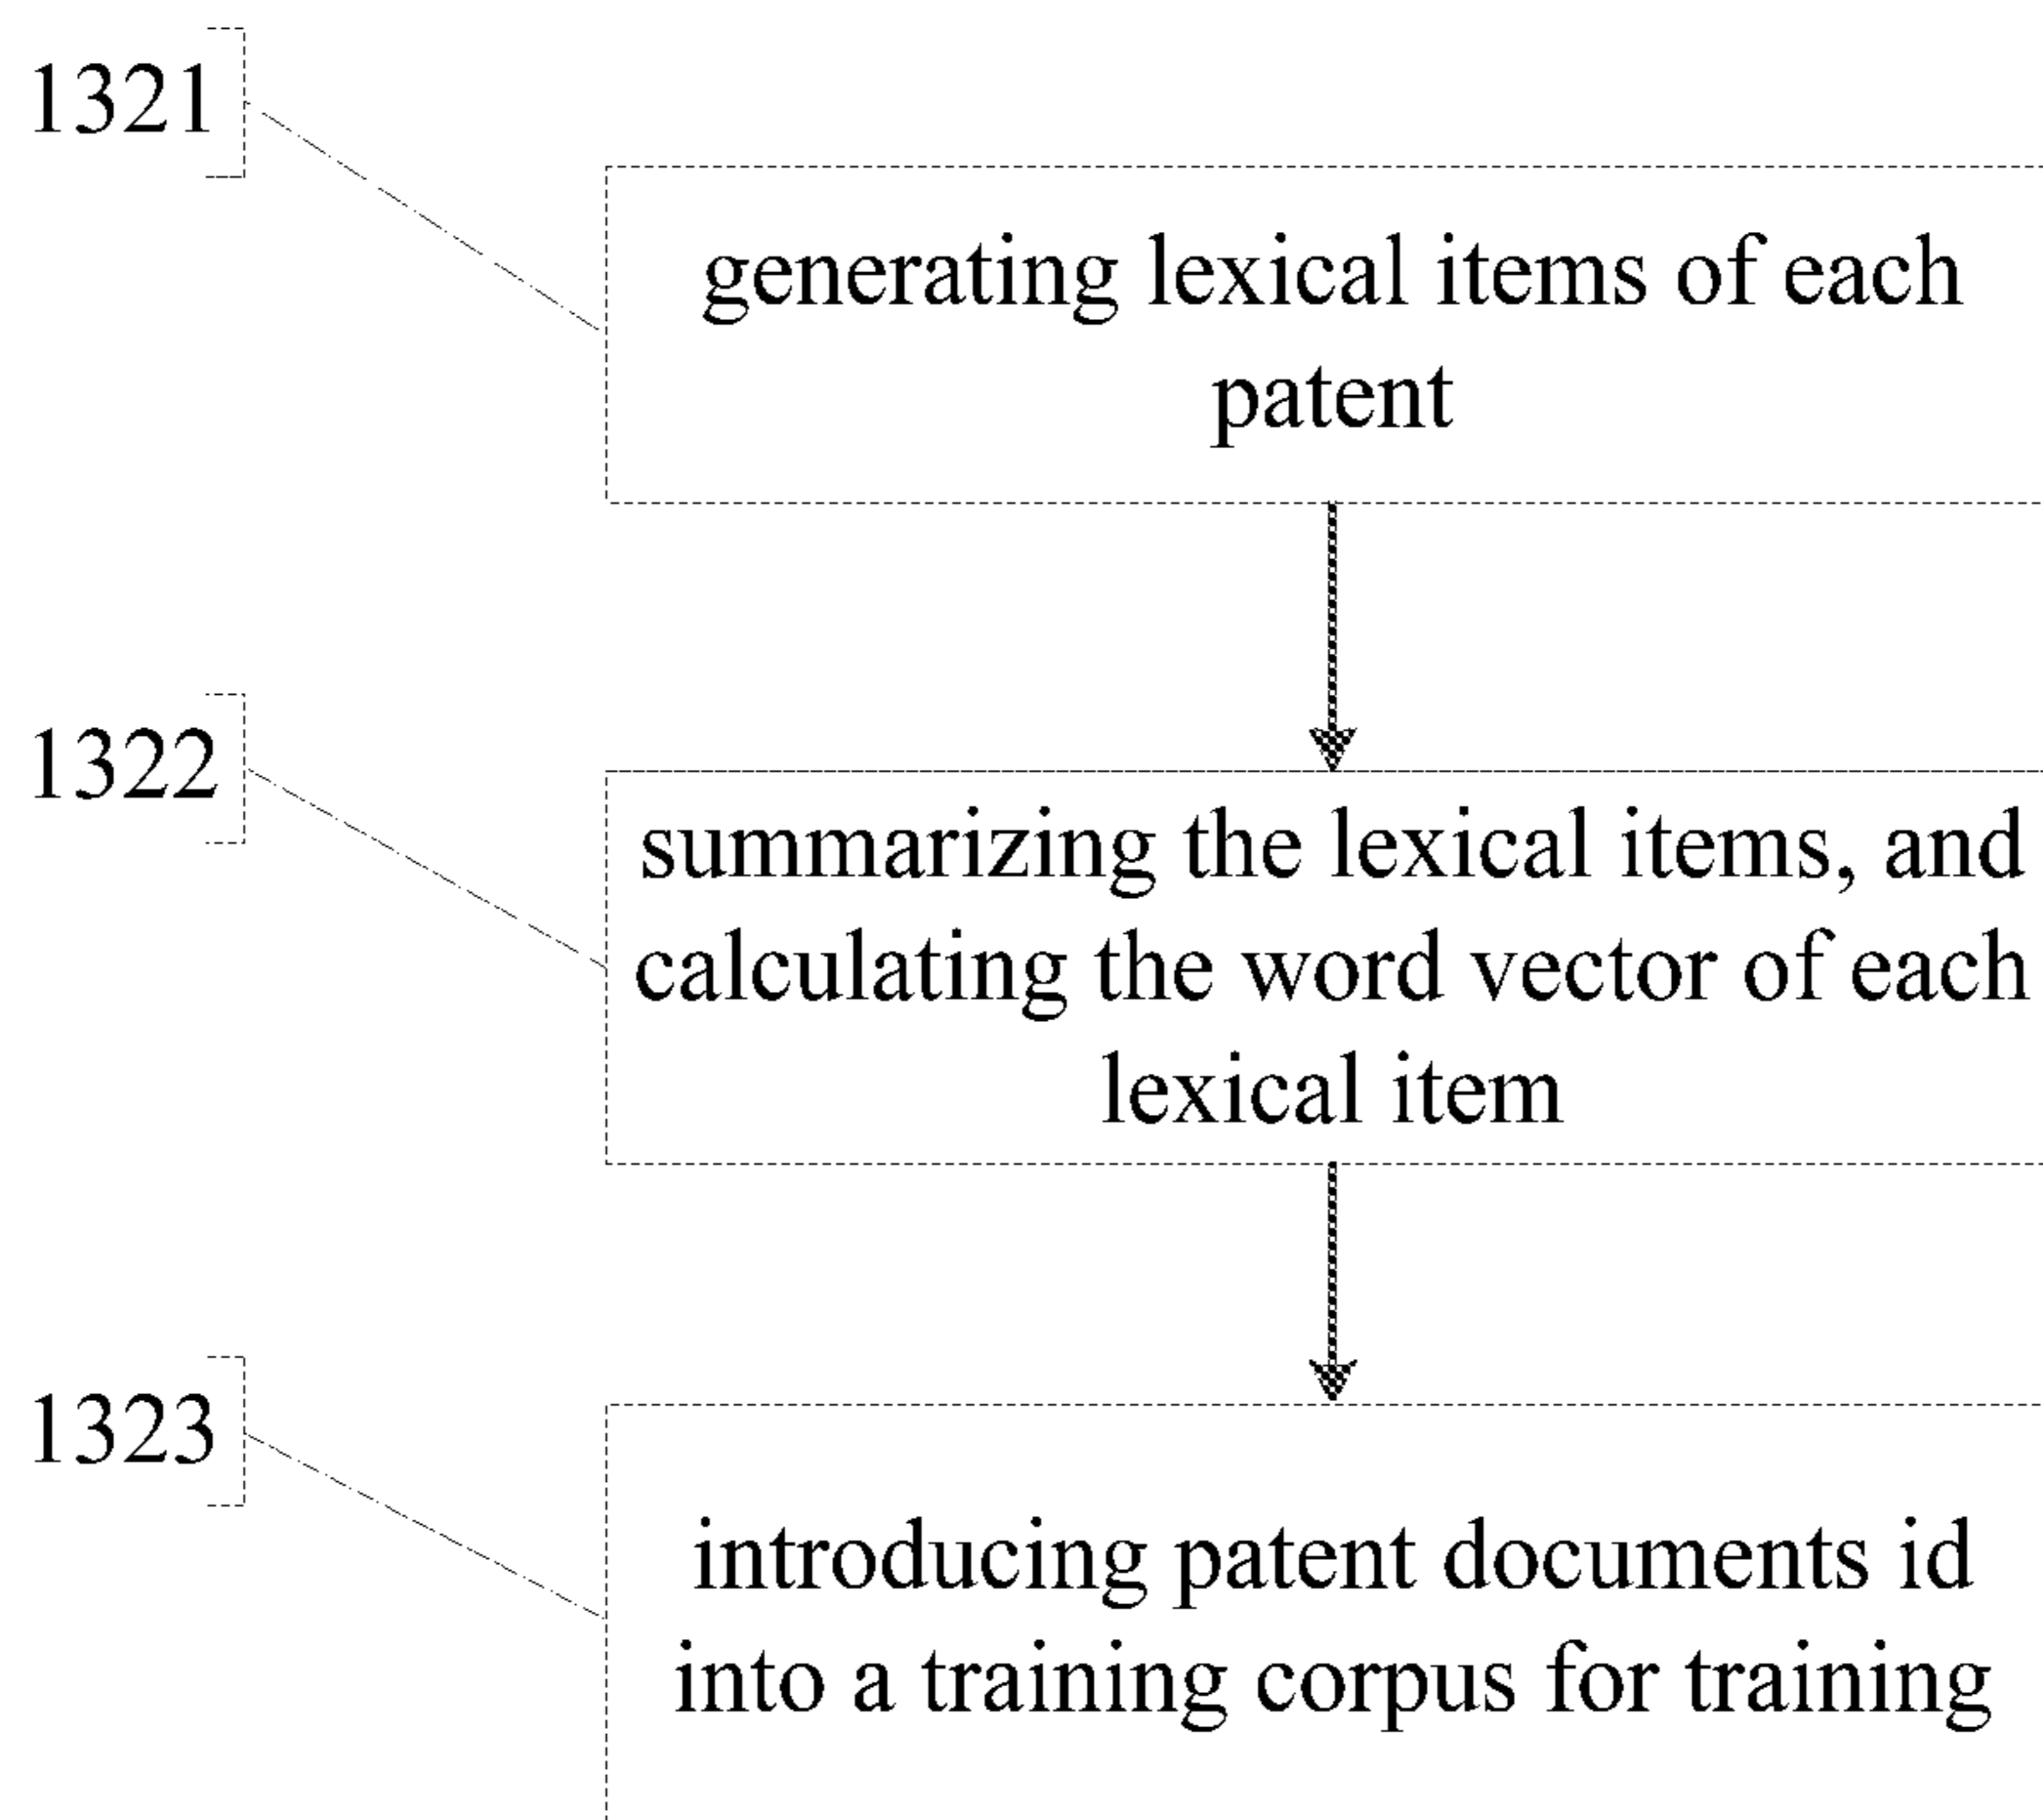 1321
generating lexical items of each
patent
1322
summarizing the lexical items, and
calculating the word vector of each
lexical item
1323
introducing patent documents id
into a training corpus for training